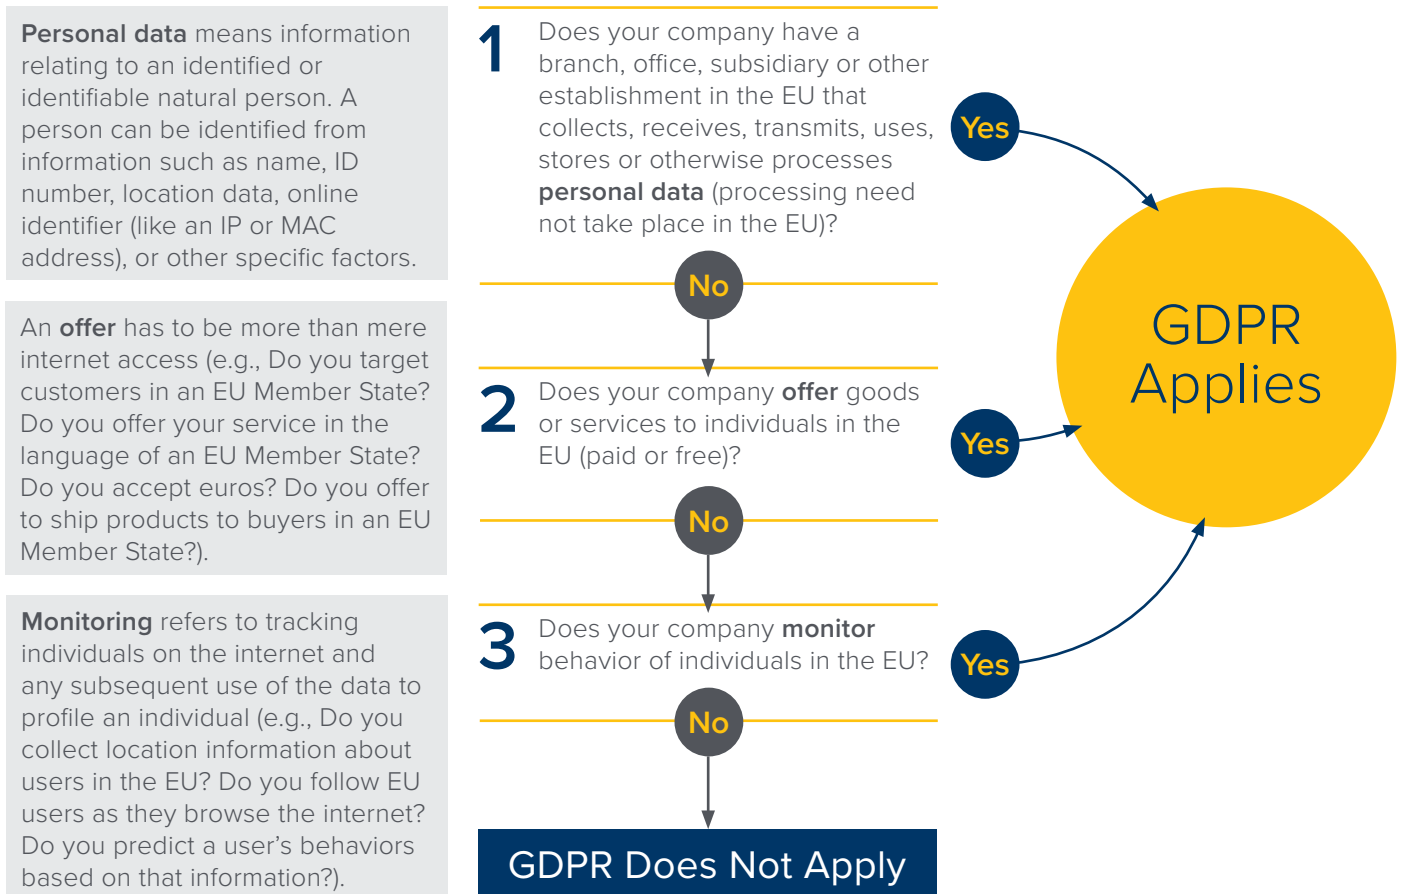 Personal data means information
relating to an identified or
identifiable natural person. A
person can be identified from
information such as name, ID
number, location data, online
identifier (like an IP or MAC
address), or other specific factors.
An offer has to be more than mere
internet access (e.g., Do you target
customers in an EU Member State?
Do you offer your service in the
language of an EU Member State?
Do you accept euros? Do you offer
to ship products to buyers in an EU
Member State?).
Monitoring refers to tracking
individuals on the internet and
any subsequent use of the data to
profile an individual (e.g., Do you
collect location information about
users in the EU? Do you follow EU
users as they browse the internet?
Do you predict a user’s behaviors
based on that information?).
1
Does your company have a
branch, office, subsidiary or other
establishment in the EU that
collects, receives, transmits, uses,
stores or otherwise processes
personal data (processing need
not take place in the EU)?
Yes
No
2
Does your company offer goods
or services to individuals in the
EU (paid or free)?
Yes
No
3
Does your company monitor
behavior of individuals in the EU?
Yes
No
GDPR Does Not Apply
GDPR
Applies